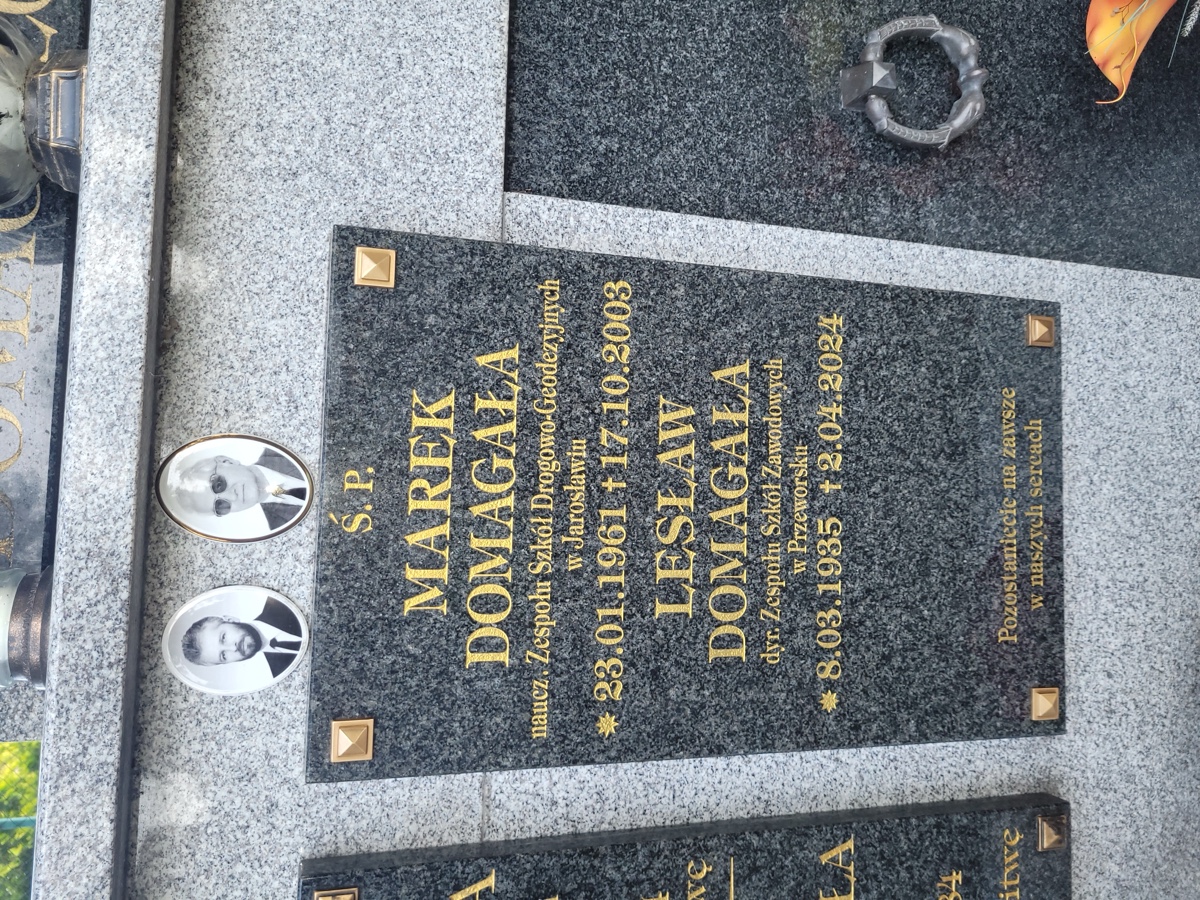 Ś. P.
MAREK
DOMAGAŁA
naucz. Zespołu Szkół Drogowo-Geodezyjnych
w Jarosławiu
23.01.1961 † 17.10.2003
LESŁAW
DOMAGAŁA
dyr. Zespołu Szkół Zawodowych
w Przeworsku
8.03.1935 † 2.04.2024
Pozostaniecie na zawsze
w naszych sercach